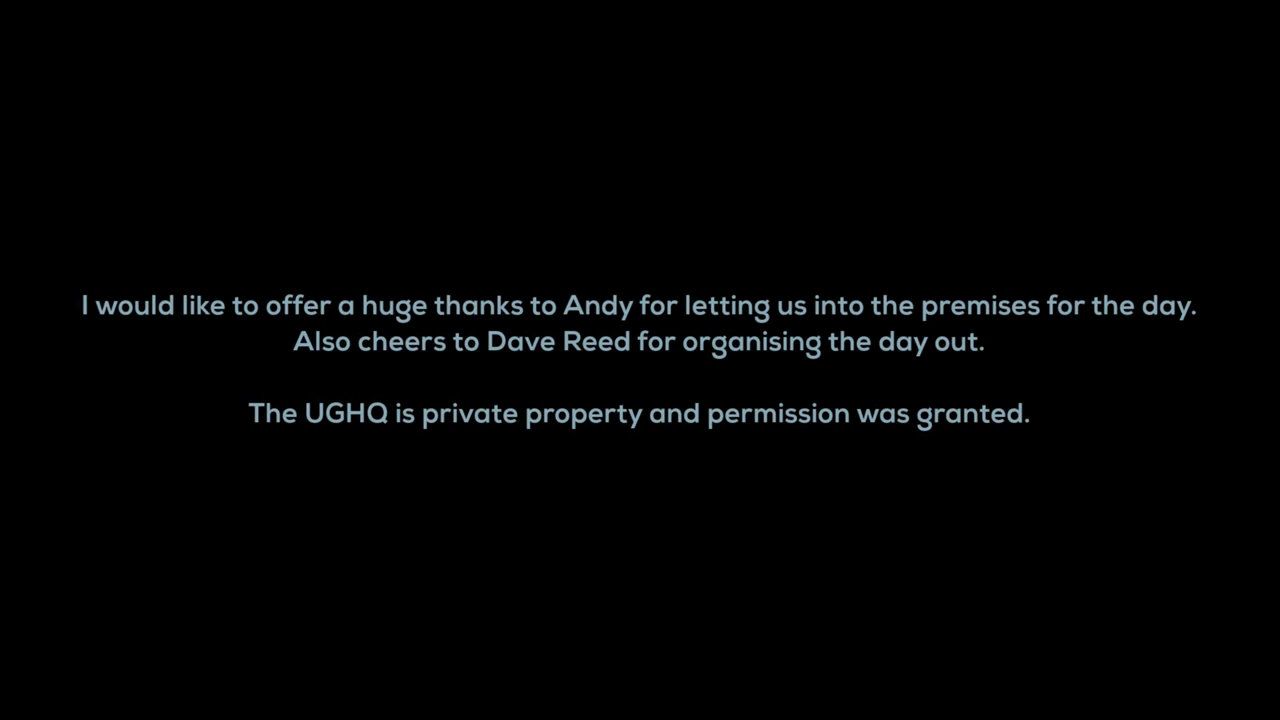 I would like to offer a huge thanks to Andy for letting us into the premises for the day.
Also cheers to Dave Reed for organising the day out.
The UGHQ is private property and permission was granted.